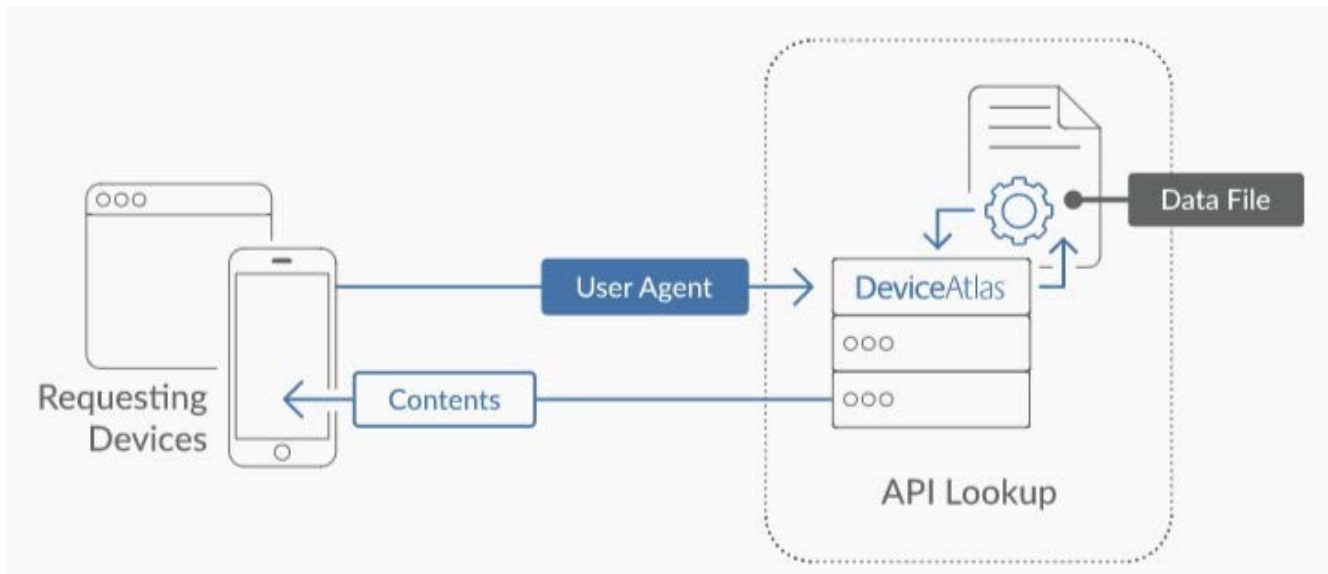 Data File
User Agent
DeviceAtlas
Contents
Requesting
Devices
API Lookup